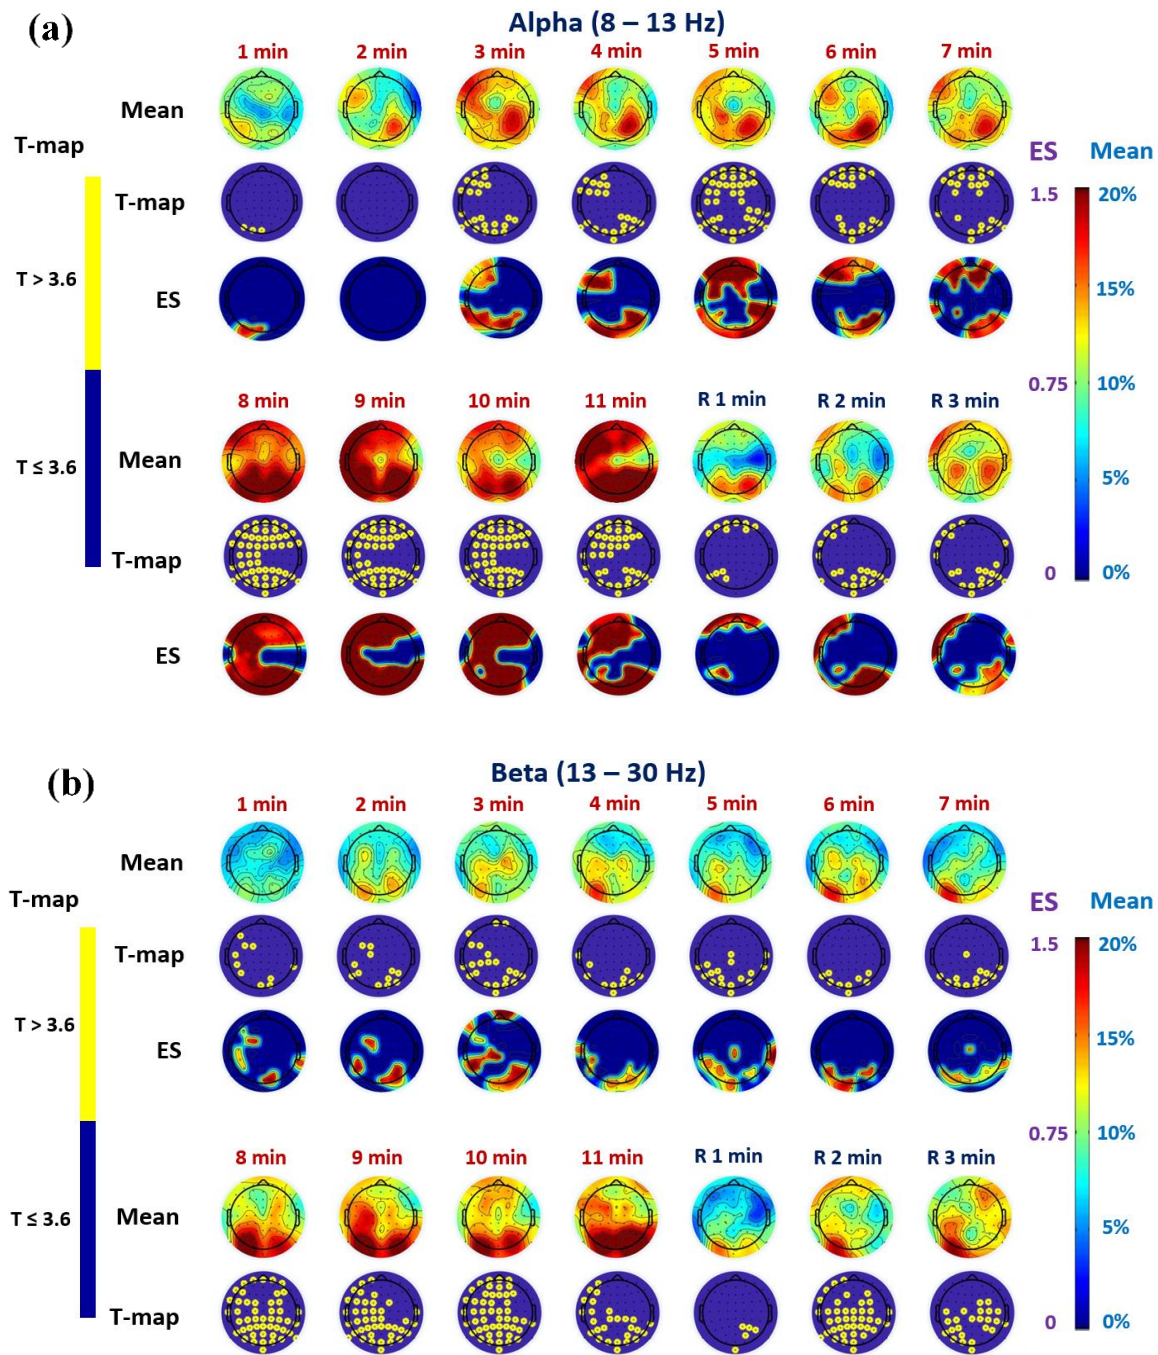 (a)
Alpha (8 – 13 Hz)
1 min 2 min 3 min 4 min 5 min 6 min 7 min
Mean
T-map
ES Mean
T-map
1.5 20%
T > 3.6
ES
15%
0.75 10%
8 min 9 min 10 min 11 min R 1 min R 2 min R 3 min
T ≤ 3.6
Mean
5%
T-map
0 0%
ES
(b)
Beta (13 – 30 Hz)
1 min 2 min 3 min 4 min 5 min 6 min 7 min
Mean
T-map
ES Mean
1.5 20%
T-map
T > 3.6
15%
ES
0.75 10%
8 min 9 min 10 min 11 min R 1 min R 2 min R 3 min
T ≤ 3.6
Mean
5%
T-map
0 0%